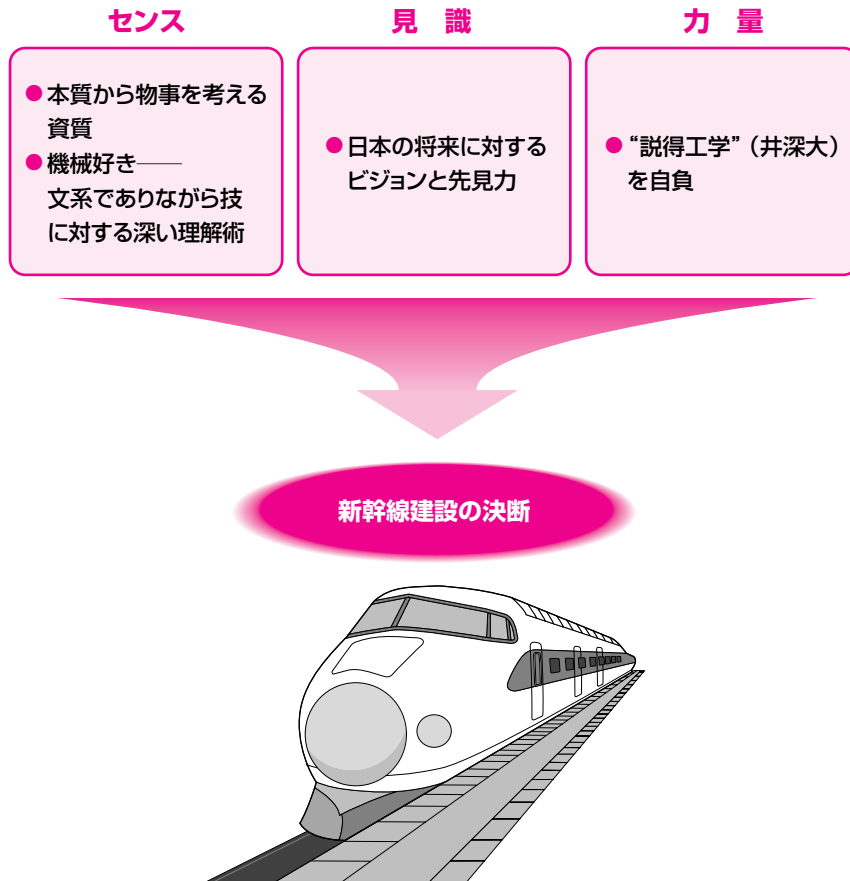 センス
● 本質から物事を考える
資質
● 機械好き──
文系でありながら技
に対する深い理解術
見 識
● 日本の将来に対する
ビジョンと先見力
力 量
● “説得工学”（井深大）
を自負
新幹線建設の決断